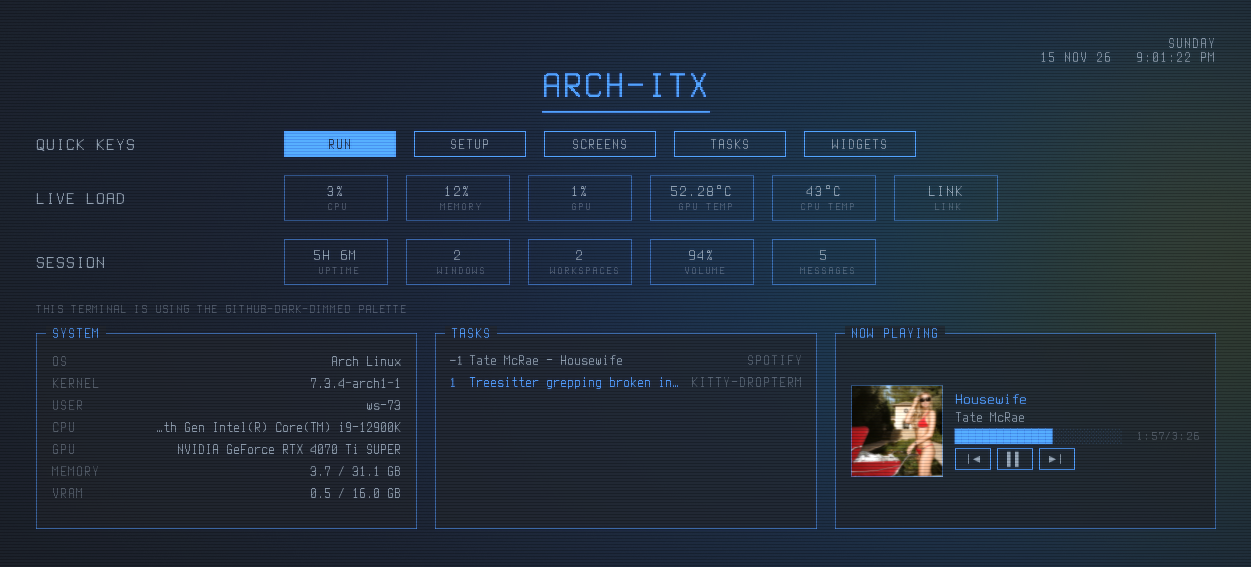 SUNDAY
15 NOV 26 9:01:22 PM
ARCH-ITX
QUICK KEYS RUN SETUP SCREENS TASKS WIDGETS
LIVE LOAD
3% 12% 1% 52.28°C 43°C LINK
CPU MEMORY GPU GPU TEMP CPU TEMP LINK
SESSION
5H 6M 2 2 94% 5
UPTIME WINDOWS WORKSPACES VOLUME MESSAGES
THIS TERMINAL IS USING THE GITHUB-DARK-DIMMED PALETTE
SYSTEM
OS Arch Linux
KERNEL 7.3.4-arch1-1
USER ws-73
CPU …th Gen Intel(R) Core(TM) i9-12900K
GPU NVIDIA GeForce RTX 4070 Ti SUPER
MEMORY 3.7 / 31.1 GB
VRAM 0.5 / 16.0 GB
TASKS
-1 Tate McRae - Housewife SPOTIFY
1 Treesitter grepping broken in… KITTY-DROPTERM
NOW PLAYING
Housewife
Tate McRae
1:57/3:26